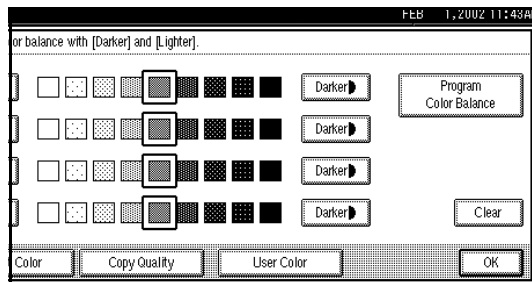 FEB 1,2002 11:43A
or balance with [Darker] and [Lighter].
Darker
Program
Color Balance
Darker
Darker
Darker
Clear
Color
Copy Quality
User Color
OK